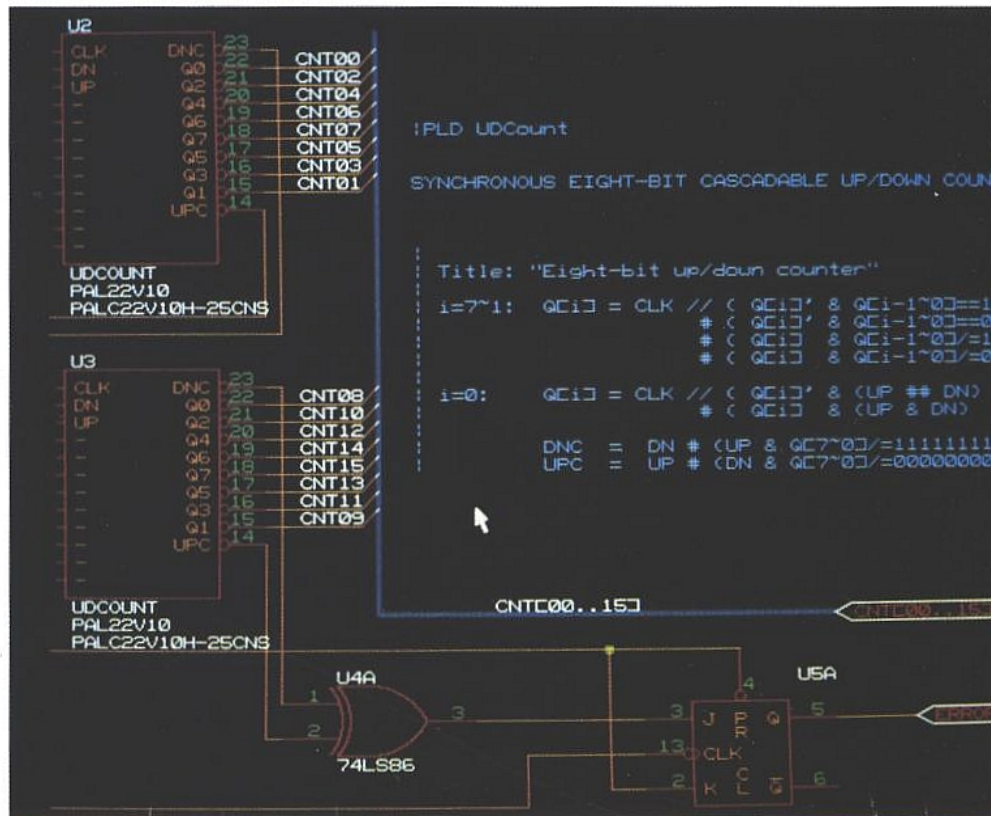 U2
CLK DNC 23
DN Q0 22
UP Q2 21
Q4 20
Q6 19
Q7 18
Q5 17
Q3 16
Q1 15
UPC 14
CNT00
CNT02
CNT04
CNT06
CNT07
CNT05
CNT03
CNT01
UDCOUNT
PAL22V10
PALC22V10H-25CNS
|PLD UDCount
SYNCHRONOUS EIGHT-BIT CASCADABLE UP/DOWN COUN
| Title: "Eight-bit up/down counter"
| i=7~1: Q[i] = CLK // ( Q[i]' & Q[i-1~0]==1
| # ( Q[i]' & Q[i-1~0]==0
| # ( Q[i] & Q[i-1~0]/=1
| # ( Q[i] & Q[i-1~0]/=0
| i=0: Q[i] = CLK // ( Q[i]' & (UP ## DN)
| # ( Q[i] & (UP & DN)
| DNC = DN # (UP & Q[7~0]/=11111111
| UPC = UP # (DN & Q[7~0]/=00000000
U3
CLK DNC 23
DN Q0 22
UP Q2 21
Q4 20
Q6 19
Q7 18
Q5 17
Q3 16
Q1 15
UPC 14
CNT08
CNT10
CNT12
CNT14
CNT15
CNT13
CNT11
CNT09
UDCOUNT
PAL22V10
PALC22V10H-25CNS
CNT[00..15]
CNT[00..15]
U4A
1
2
3
74LS86
U5A
4
3 J PR Q 5
13 CLK
2 K CL Q̅ 6
ERROR